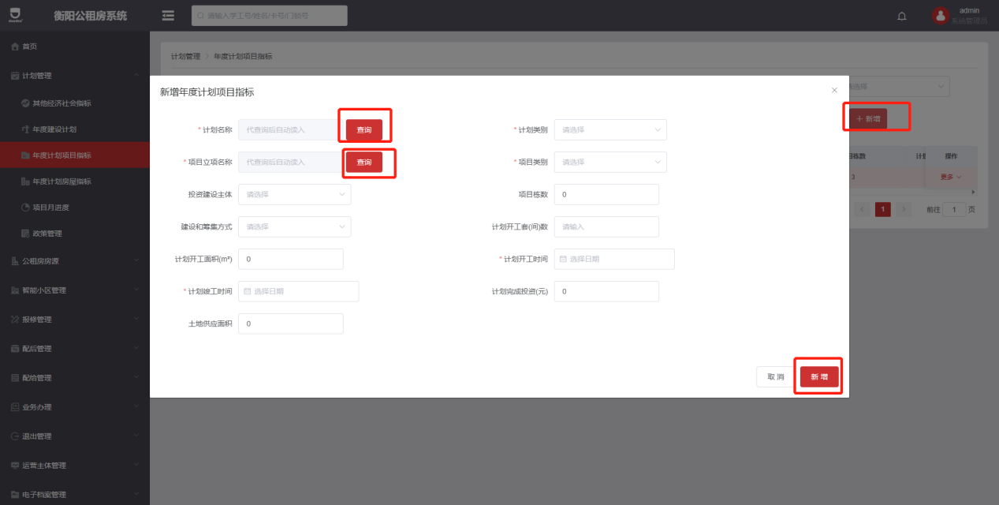 衡阳公租房系统
请输入学工号/姓名/卡号/门锁号
admin
系统管理员
首页
计划管理
其他经济社会指标
年度建设计划
年度计划项目指标
年度计划房屋指标
项目月进度
政策管理
公租房房源
智能小区管理
报修管理
配后管理
配给管理
业务办理
退出管理
运营主体管理
电子档案管理
计划管理 > 年度计划项目指标
请选择
+ 新增
目栋数 计划 操作
3 更多
1 前往 1 页
新增年度计划项目指标
* 计划名称 代查询后自动读入 查询 * 计划类别 请选择
* 项目立项名称 代查询后自动读入 查询 * 项目类别 请选择
投资建设主体 请选择 项目栋数 0
建设和筹集方式 请选择 计划开工套(间)数 请输入
计划开工面积(m²) 0 * 计划开工时间 选择日期
* 计划竣工时间 选择日期 计划完成投资(元) 0
土地供应面积 0
取消 新增